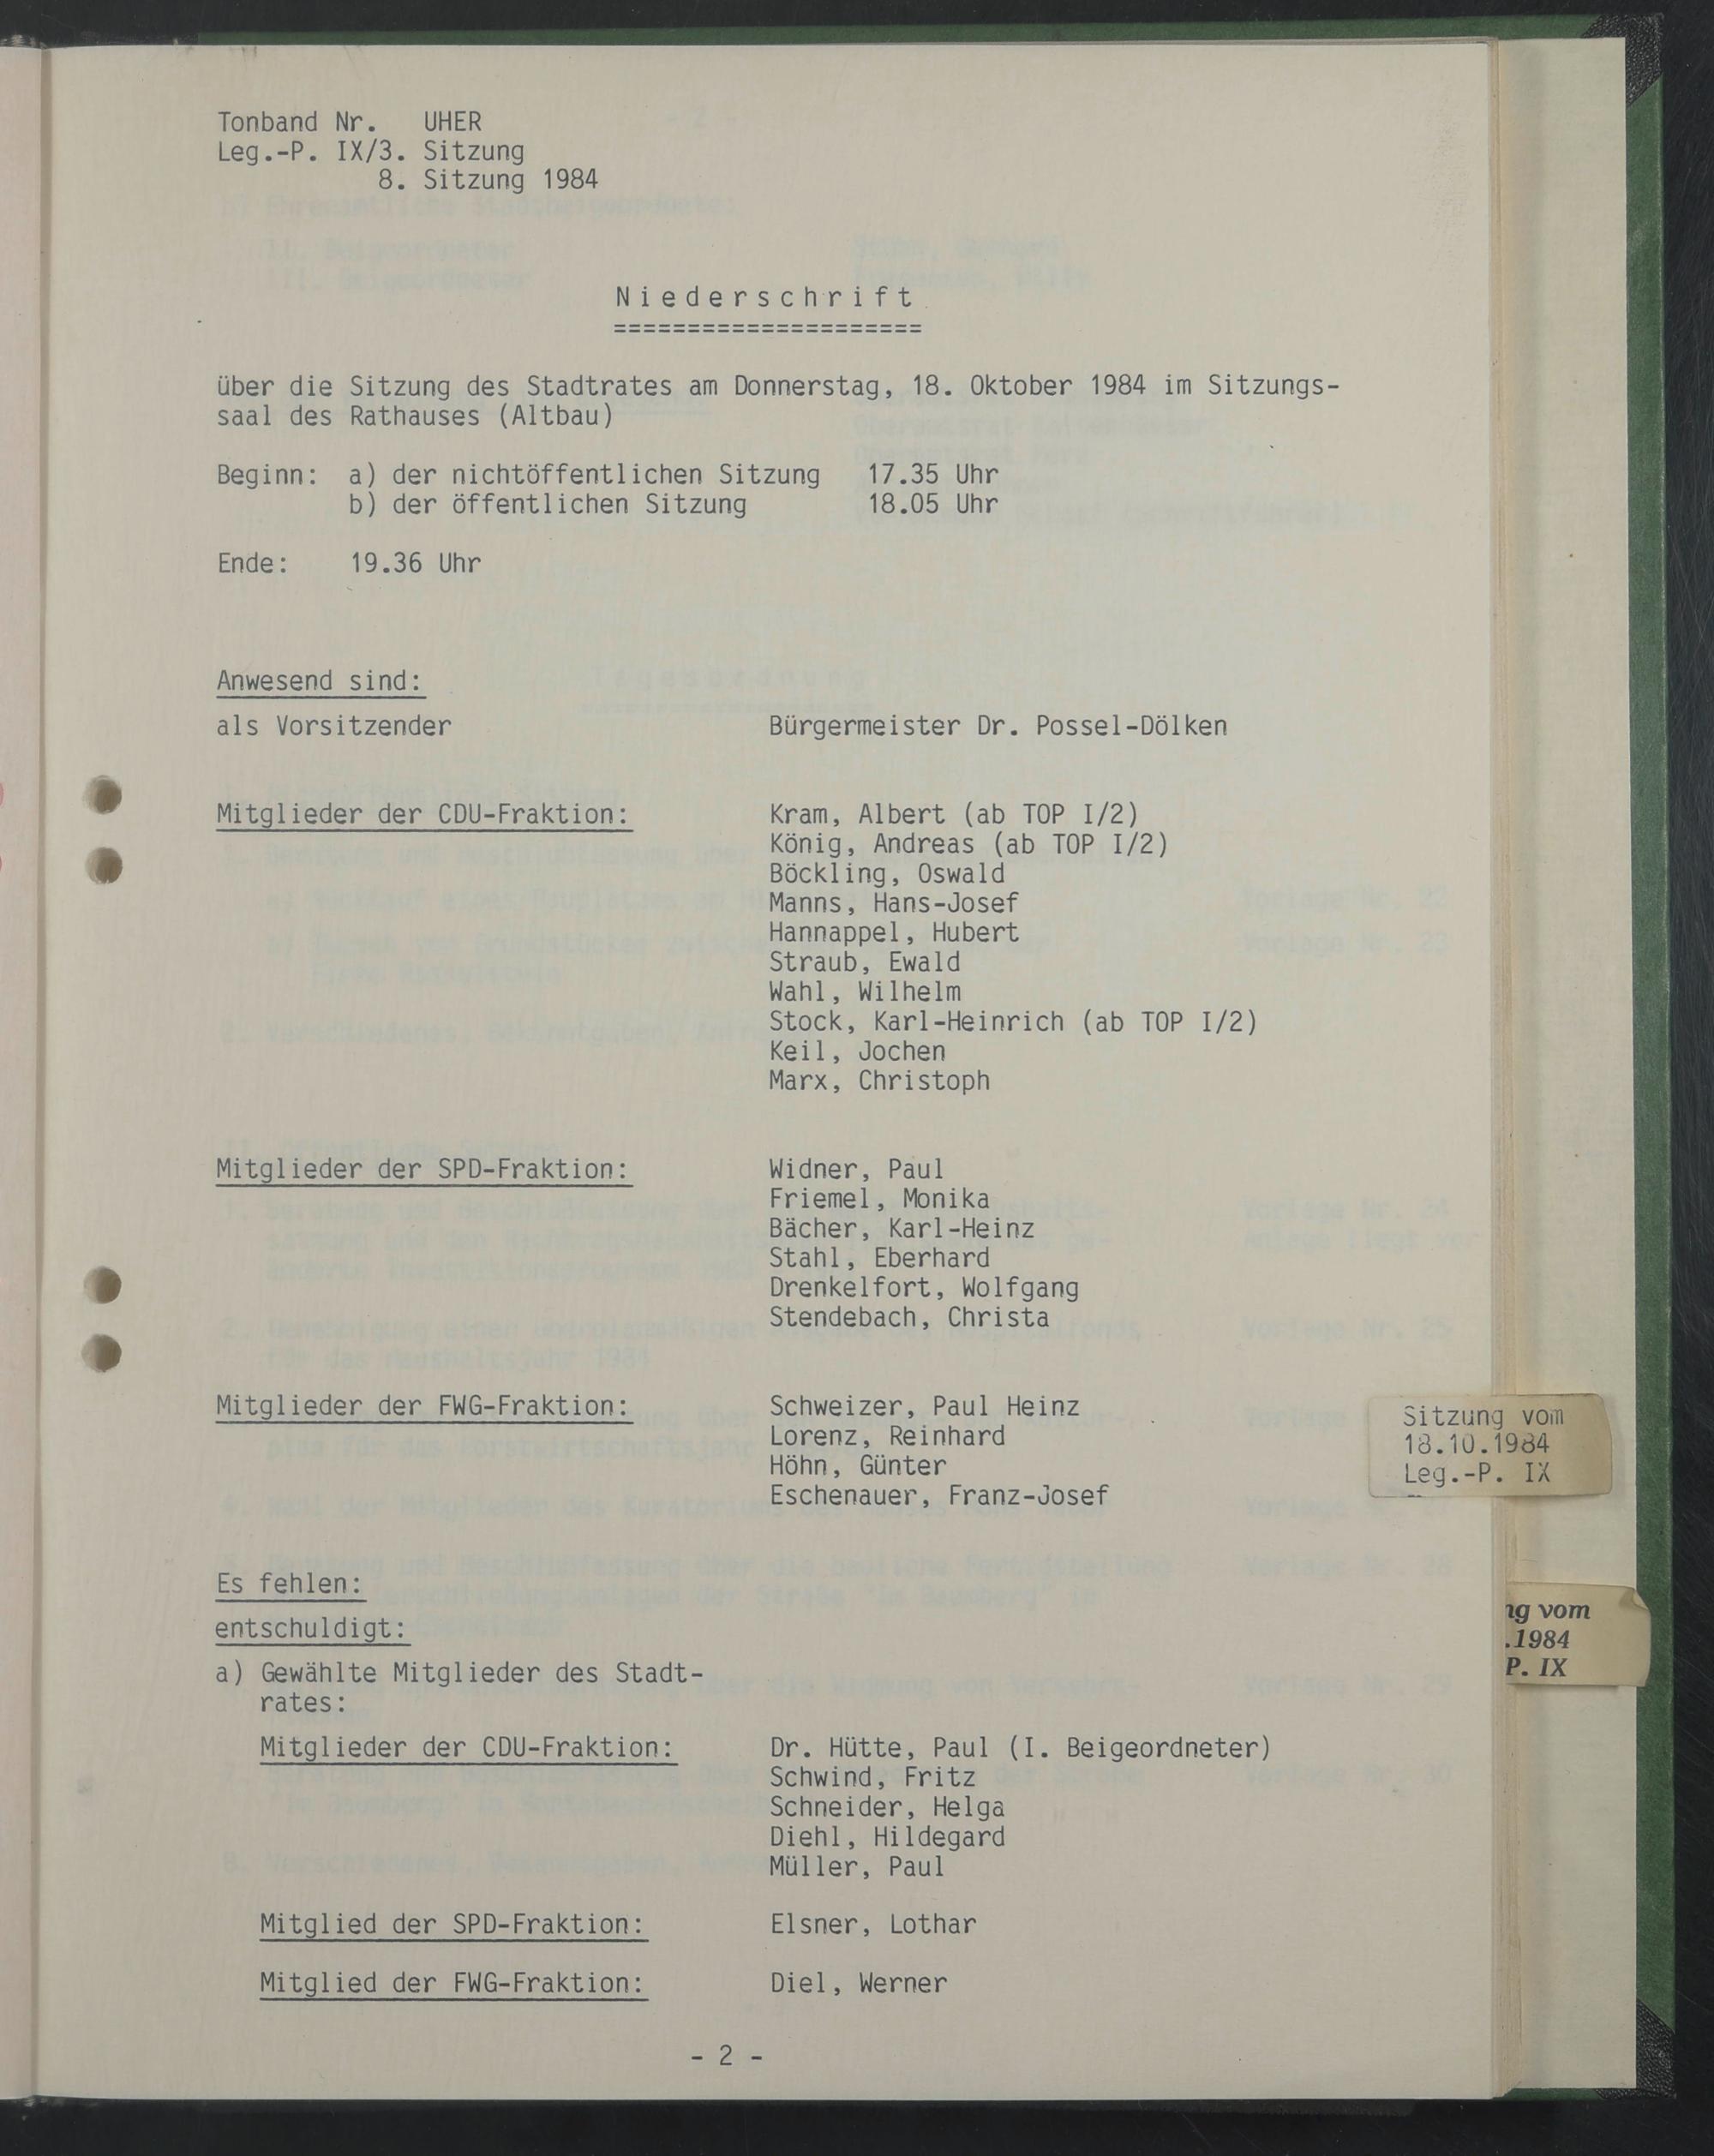 Tonband Nr. UHER
Leg.-P. IX/3. Sitzung
8. Sitzung 1984
Niederschrift
=====================
über die Sitzung des Stadtrates am Donnerstag, 18. Oktober 1984 im Sitzungs-
saal des Rathauses (Altbau)
Beginn: a) der nichtöffentlichen Sitzung 17.35 Uhr
b) der öffentlichen Sitzung 18.05 Uhr
Ende: 19.36 Uhr
Anwesend sind:
als Vorsitzender Bürgermeister Dr. Possel-Dölken
Mitglieder der CDU-Fraktion: Kram, Albert (ab TOP I/2)
König, Andreas (ab TOP I/2)
Böckling, Oswald
Manns, Hans-Josef
Hannappel, Hubert
Straub, Ewald
Wahl, Wilhelm
Stock, Karl-Heinrich (ab TOP I/2)
Keil, Jochen
Marx, Christoph
Mitglieder der SPD-Fraktion: Widner, Paul
Friemel, Monika
Bächer, Karl-Heinz
Stahl, Eberhard
Drenkelfort, Wolfgang
Stendebach, Christa
Mitglieder der FWG-Fraktion: Schweizer, Paul Heinz
Lorenz, Reinhard
Höhn, Günter
Eschenauer, Franz-Josef
Sitzung vom
18.10.1984
Leg.-P. IX
Es fehlen:
entschuldigt:
ng vom
.1984
P. IX
a) Gewählte Mitglieder des Stadt-
rates:
Mitglieder der CDU-Fraktion: Dr. Hütte, Paul (I. Beigeordneter)
Schwind, Fritz
Schneider, Helga
Diehl, Hildegard
Müller, Paul
Mitglied der SPD-Fraktion: Elsner, Lothar
Mitglied der FWG-Fraktion: Diel, Werner
- 2 -